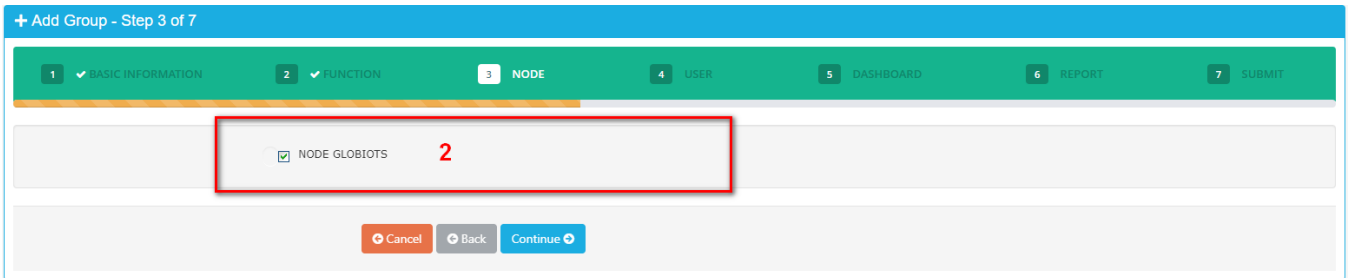 Add Group - Step 3 of 7
1 BASIC INFORMATION 2 FUNCTION 3 NODE 4 USER 5 DASHBOARD 6 REPORT 7 SUBMIT
NODE GLOBIOTS 2
Cancel Back Continue